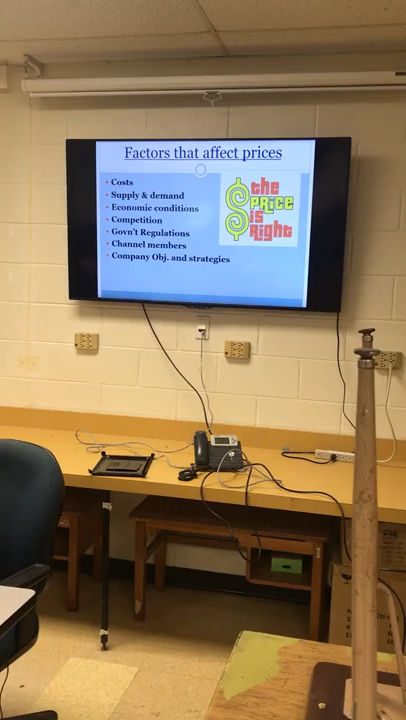 Factors that affect prices
Costs
Supply & demand
Economic conditions
Competition
Govn't Regulations
Channel members
Company Obj. and strategies
the
PRiCE
is
Right